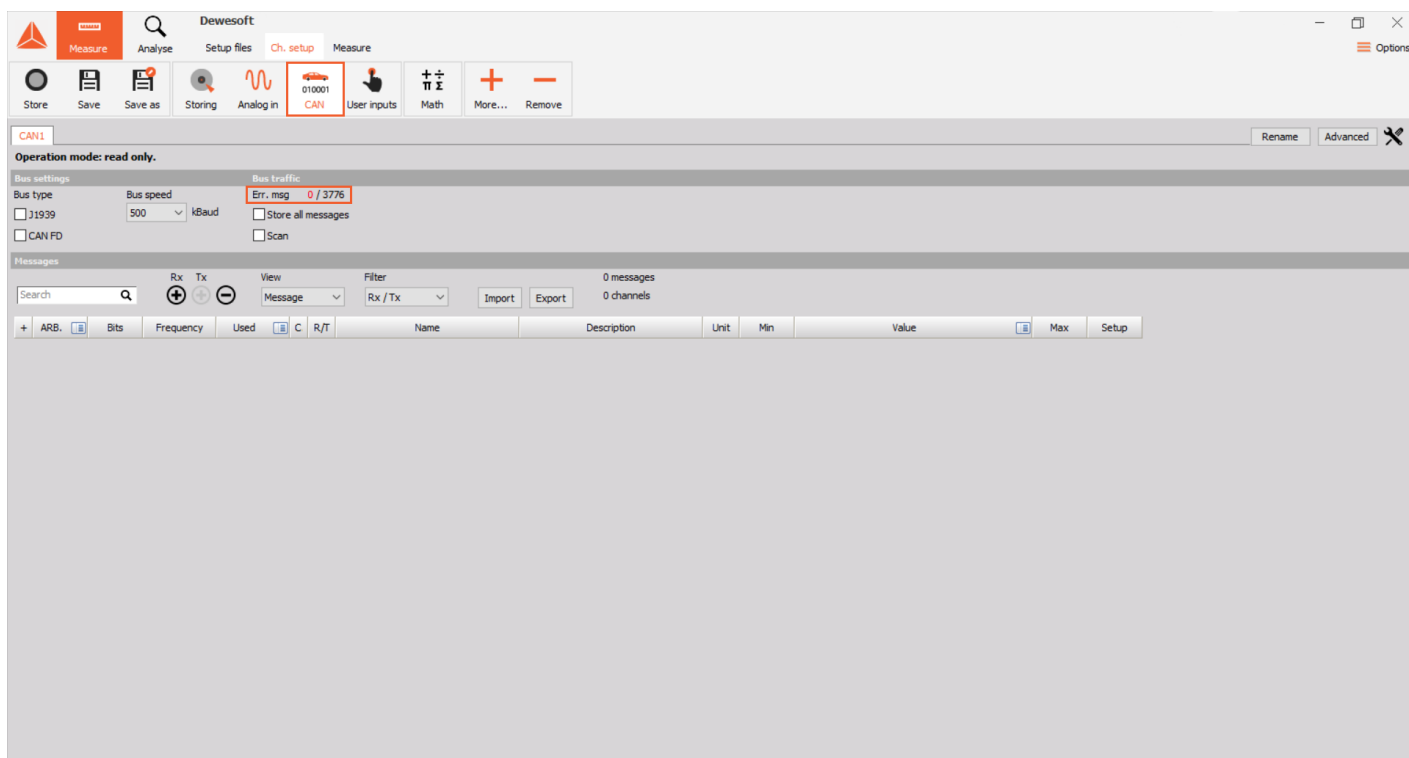 Dewesoft
Measure Analyse Setup files Ch. setup Measure
Options
010001
Store Save Save as Storing Analog in CAN User inputs Math More... Remove
CAN1 Rename Advanced
Operation mode: read only.
Bus settings Bus traffic
Bus type Bus speed Err. msg 0 / 3776
J1939 500 kBaud Store all messages
CAN FD Scan
Messages
Rx Tx View Filter 0 messages
Search Message Rx / Tx Import Export 0 channels
+ ARB. Bits Frequency Used C R/T Name Description Unit Min Value Max Setup